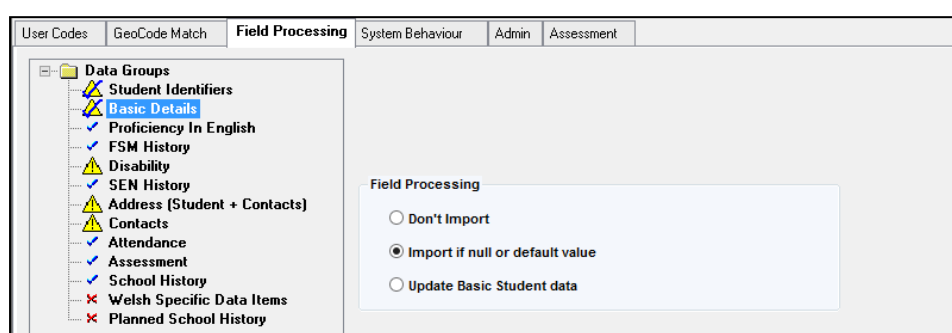 User Codes GeoCode Match Field Processing System Behaviour Admin Assessment
Data Groups
Student Identifiers
Basic Details
Proficiency In English
FSM History
Disability
SEN History
Address (Student + Contacts)
Contacts
Attendance
Assessment
School History
Welsh Specific Data Items
Planned School History
Field Processing
Don't Import
Import if null or default value
Update Basic Student data